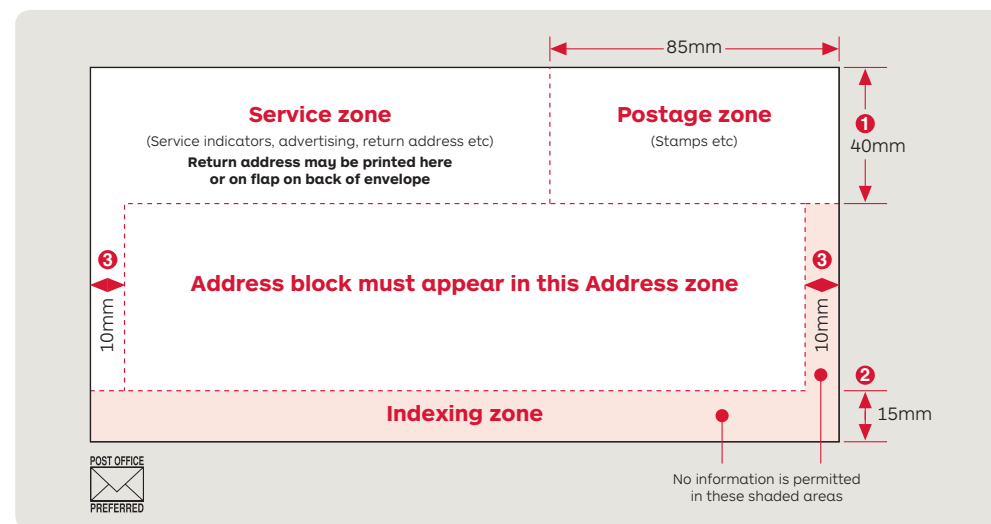 85mm
Service zone
(Service indicators, advertising, return address etc)
Return address may be printed here
or on flap on back of envelope
Postage zone
(Stamps etc)
1
40mm
3
10mm
Address block must appear in this Address zone
3
10mm
2
15mm
Indexing zone
No information is permitted
in these shaded areas
POST OFFICE
PREFERRED